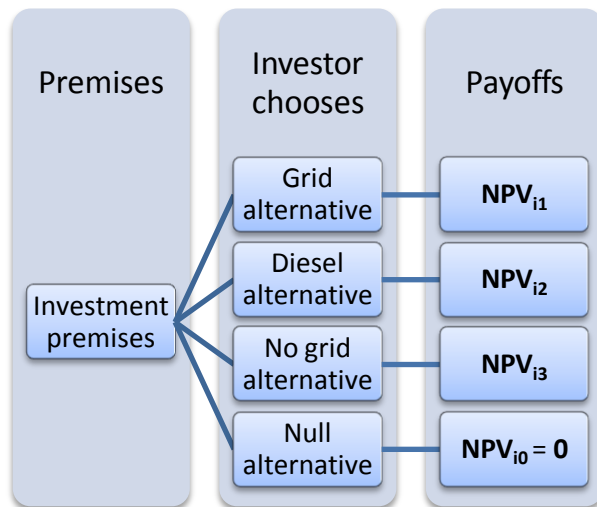 Premises
Investor
chooses
Payoffs
Investment
premises
Grid
alternative
NPVi1
Diesel
alternative
NPVi2
No grid
alternative
NPVi3
Null
alternative
NPVi0 = 0